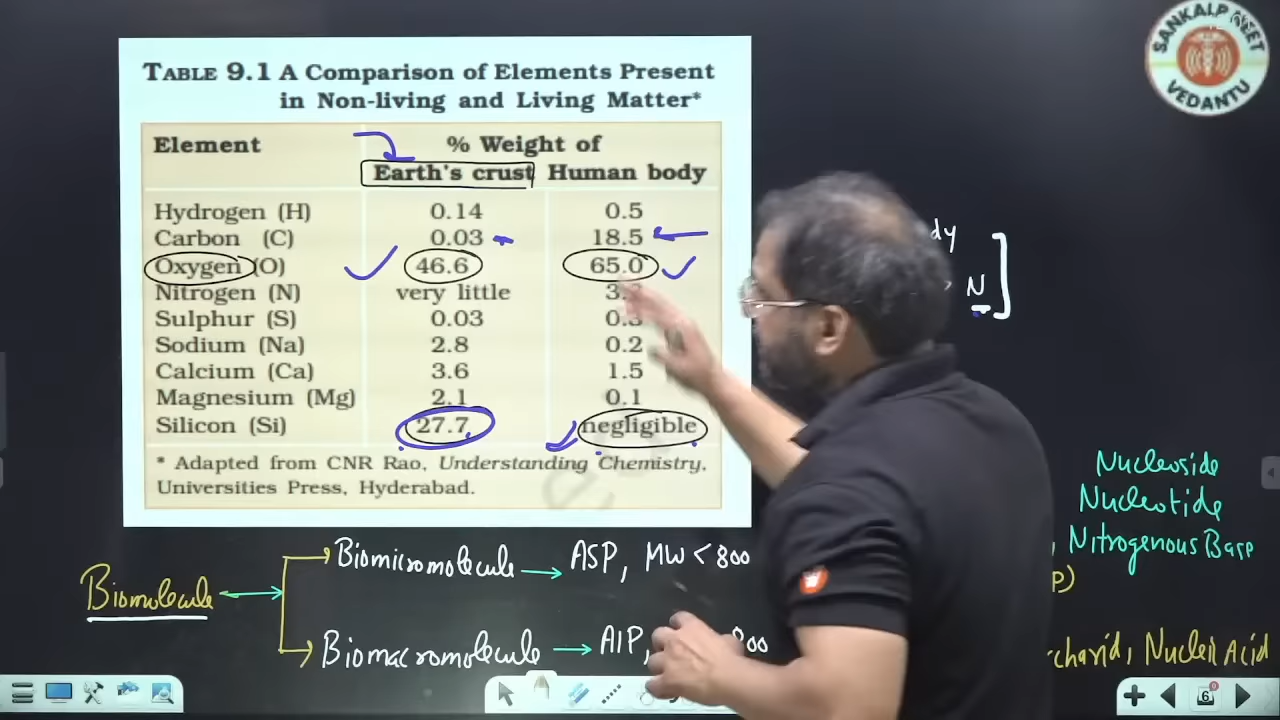 SANKALP NEET
VEDANTU
TABLE 9.1 A Comparison of Elements Present
in Non-living and Living Matter*
Element % Weight of
Earth's crust Human body
Hydrogen (H) 0.14 0.5
Carbon (C) 0.03 18.5
Oxygen (O) 46.6 65.0
Nitrogen (N) very little
Sulphur (S) 0.03
Sodium (Na) 2.8 0.2
Calcium (Ca) 3.6 1.5
Magnesium (Mg) 2.1 0.1
Silicon (Si) 27.7 negligible
* Adapted from CNR Rao, Understanding Chemistry,
Universities Press, Hyderabad.
dy
N
Nucleoside
Nucleotide
Nitrogenous Base
P)
Biomolecule
Biomicromolecule → ASP, MW < 800
Biomacromolecule → AIP, 800
charid, Nucleic Acid
6